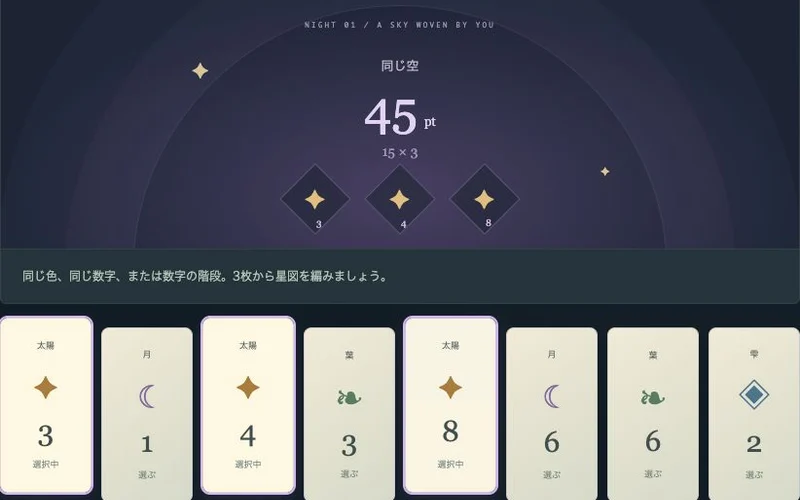 NIGHT 01 / A SKY WOVEN BY YOU
同じ空
45 pt
15 × 3
3 4 8
同じ色、同じ数字、または数字の階段。3枚から星図を編みましょう。
太陽 月 太陽 葉 太陽 月 葉 雫
3 1 4 3 8 6 6 2
選択中 選ぶ 選択中 選ぶ 選択中 選ぶ 選ぶ 選ぶ